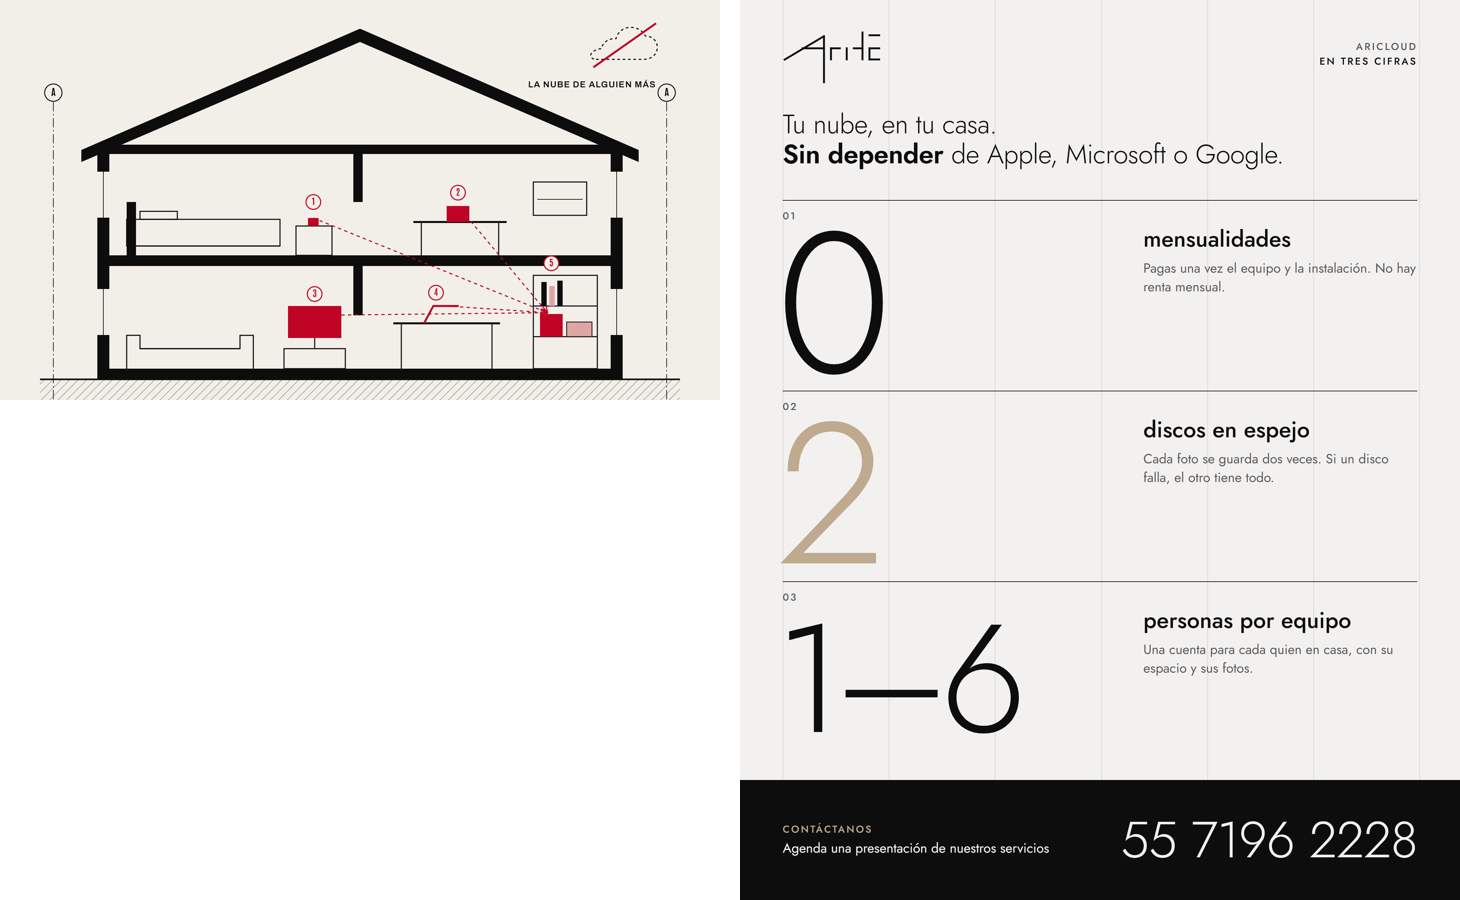 LA NUBE DE ALGUIEN MÁS
A
A
1
2
5
3
4
AriTE
ARICLOUD
EN TRES CIFRAS
Tu nube, en tu casa.
Sin depender de Apple, Microsoft o Google.
01
0
mensualidades
Pagas una vez el equipo y la instalación. No hay
renta mensual.
02
2
discos en espejo
Cada foto se guarda dos veces. Si un disco
falla, el otro tiene todo.
03
1—6
personas por equipo
Una cuenta para cada quien en casa, con su
espacio y sus fotos.
CONTÁCTANOS
Agenda una presentación de nuestros servicios
55 7196 2228